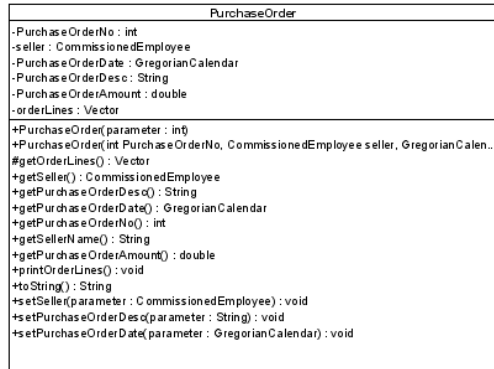 PurchaseOrder
-PurchaseOrderNo : int
-seller : CommissionedEmployee
-PurchaseOrderDate : GregorianCalendar
-PurchaseOrderDesc : String
-PurchaseOrderAmount : double
-orderLines : Vector
+PurchaseOrder(parameter : int)
+PurchaseOrder(int PurchaseOrderNo, CommissionedEmployee seller, GregorianCalen..
#getOrderLines() : Vector
+getSeller() : CommissionedEmployee
+getPurchaseOrderDesc() : String
+getPurchaseOrderDate() : GregorianCalendar
+getPurchaseOrderNo() : int
+getSellerName() : String
+getPurchaseOrderAmount() : double
+printOrderLines() : void
+toString() : String
+setSeller(parameter : CommissionedEmployee) : void
+setPurchaseOrderDesc(parameter : String) : void
+setPurchaseOrderDate(parameter : GregorianCalendar) : void